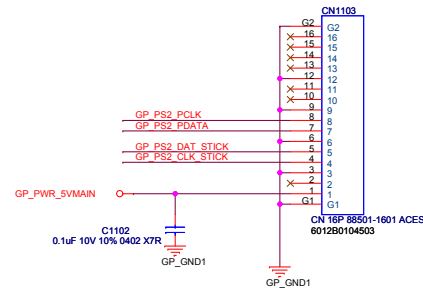 CN1103
G2 G2
16 16
15 15
14 14
13 13
12 12
11 11
10 10
9 9
GP_PS2_PCLK 8 8
GP_PS2_PDATA 7 7
6 6
GP_PS2_DAT_STICK 5 5
GP_PS2_CLK_STICK 4 4
3 3
2 2
GP_PWR_5VMAIN 1 1
G1 G1
CN 16P 88501-1601 ACES
6012B0104503
C1102
0.1uF 10V 10% 0402 X7R
GP_GND1
GP_GND1